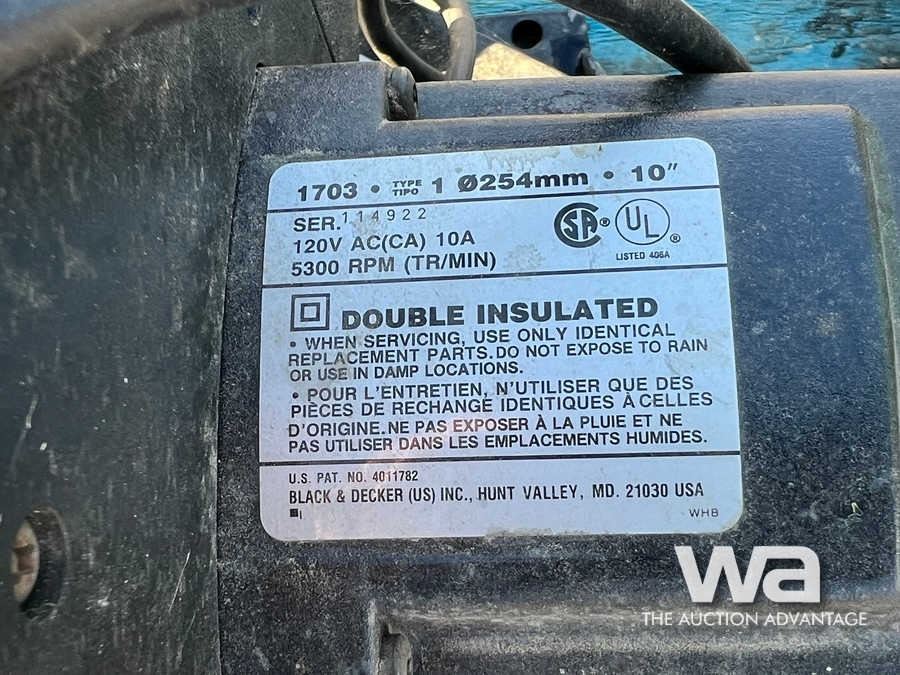 1703 • TYPE TIPO 1 Ø254mm • 10"
SER. 114922
120V AC(CA) 10A
5300 RPM (TR/MIN)
SA ® UL ®
LISTED 406A
DOUBLE INSULATED
• WHEN SERVICING, USE ONLY IDENTICAL
REPLACEMENT PARTS. DO NOT EXPOSE TO RAIN
OR USE IN DAMP LOCATIONS.
• POUR L'ENTRETIEN, N'UTILISER QUE DES
PIÈCES DE RECHANGE IDENTIQUES À CELLES
D'ORIGINE. NE PAS EXPOSER À LA PLUIE ET NE
PAS UTILISER DANS LES EMPLACEMENTS HUMIDES.
U.S. PAT. NO. 4011782
BLACK & DECKER (US) INC., HUNT VALLEY, MD. 21030 USA
WHB
wa
THE AUCTION ADVANTAGE